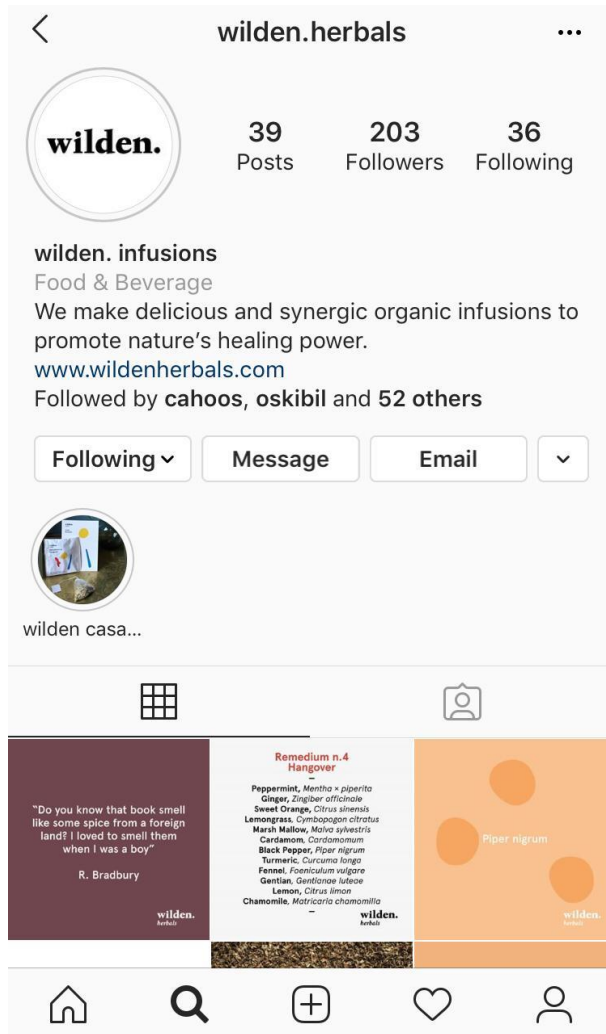 wilden.herbals
wilden.
39
Posts
203
Followers
36
Following
wilden. infusions
Food & Beverage
We make delicious and synergic organic infusions to
promote nature’s healing power.
www.wildenherbals.com
Followed by cahoos, oskibil and 52 others
Following
Message
Email
wilden casa...
“Do you know that book smell
like some spice from a foreign
land? I loved to smell them
when I was a boy”
R. Bradbury
wilden.
herbals
Remedium n.4
Hangover
Peppermint, Mentha × piperita
Ginger, Zingiber officinale
Sweet Orange, Citrus sinensis
Lemongrass, Cymbopogon citratus
Marsh Mallow, Malva sylvestris
Cardamom, Cardamomum
Black Pepper, Piper nigrum
Turmeric, Curcuma longa
Fennel, Foeniculum vulgare
Gentian, Gentianae luteae
Lemon, Citrus limon
Chamomile, Matricaria chamomilla
wilden.
herbals
Piper nigrum
wilden.
herbals